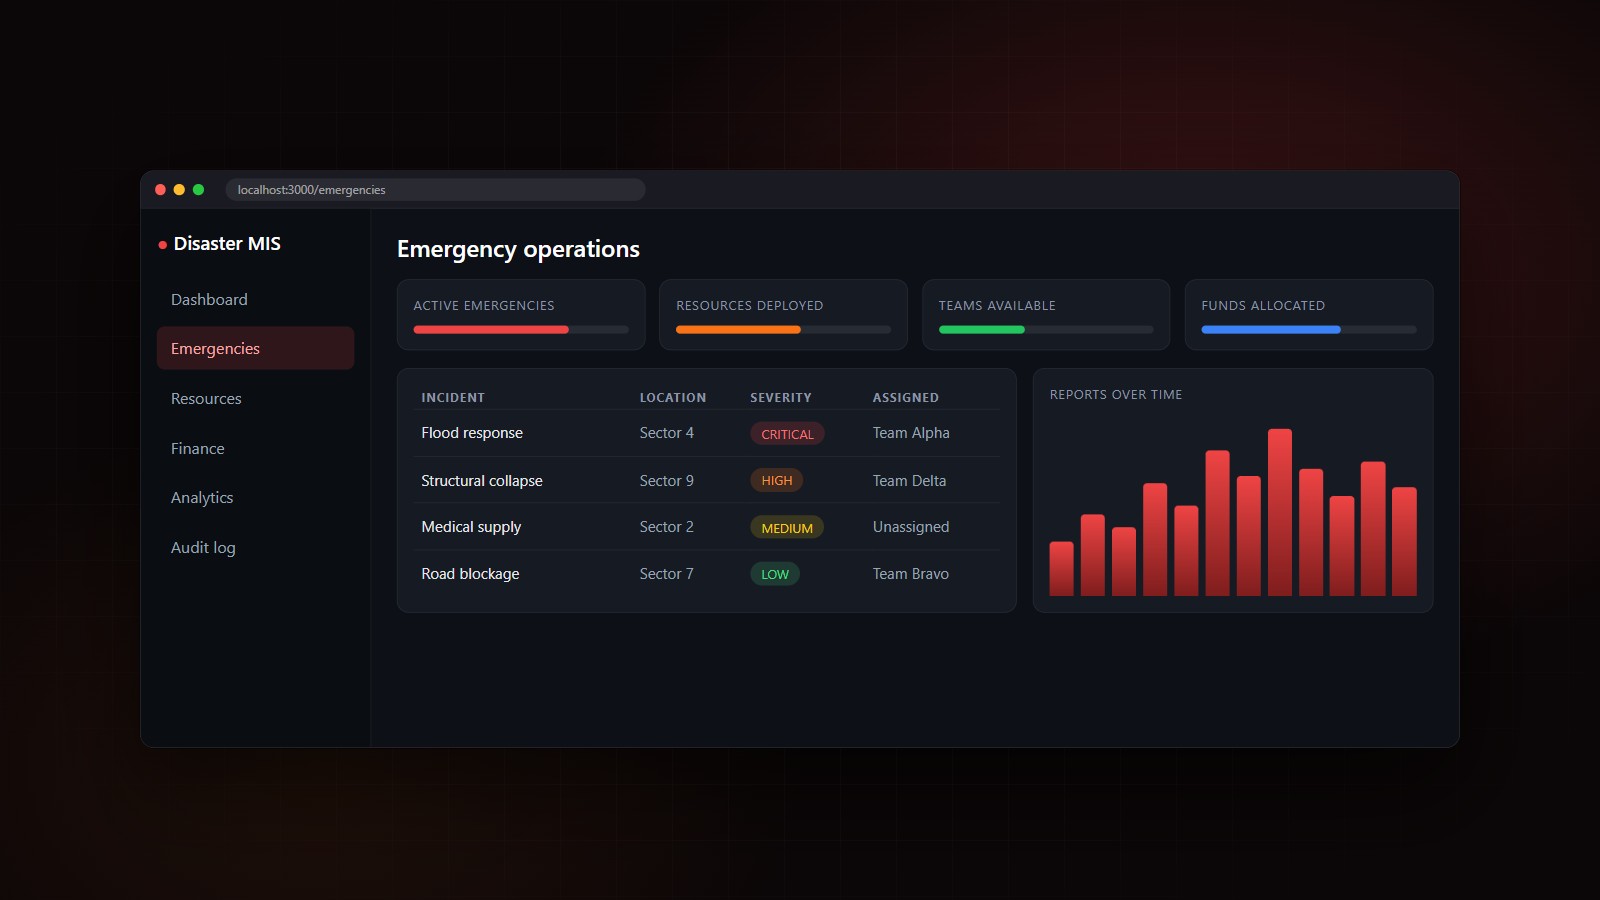 localhost:3000/emergencies
Disaster MIS
Dashboard
Emergencies
Resources
Finance
Analytics
Audit log
Emergency operations
ACTIVE EMERGENCIES
RESOURCES DEPLOYED
TEAMS AVAILABLE
FUNDS ALLOCATED
INCIDENT LOCATION SEVERITY ASSIGNED
Flood response Sector 4 CRITICAL Team Alpha
Structural collapse Sector 9 HIGH Team Delta
Medical supply Sector 2 MEDIUM Unassigned
Road blockage Sector 7 LOW Team Bravo
REPORTS OVER TIME